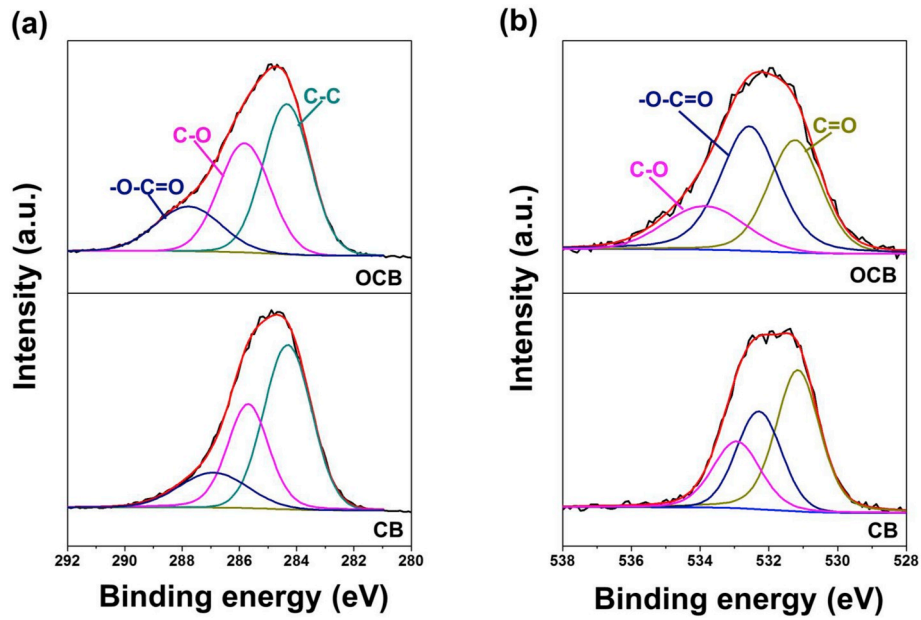 (a)
Intensity (a.u.)
C-C
C-O
-O-C=O
OCB
CB
292 290 288 286 284 282 280
Binding energy (eV)
(b)
Intensity (a.u.)
-O-C=O
C=O
C-O
OCB
CB
538 536 534 532 530 528
Binding energy (eV)